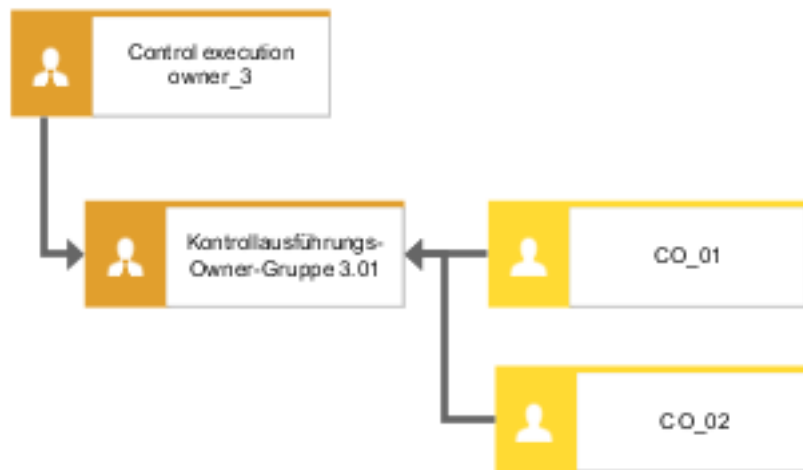 Control execution
owner_3
Kontrollausführungs-
Owner-Gruppe 3.01
CO_01
CO_02